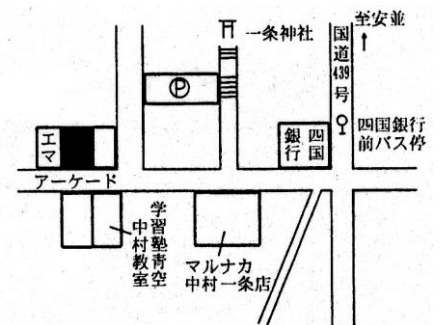 至安並
一条神社
国道439号
Ⓟ
四国銀行
前バス停
四国
銀行
エマ
アーケード
学習塾青空
中村教室
マルナカ
中村一条店